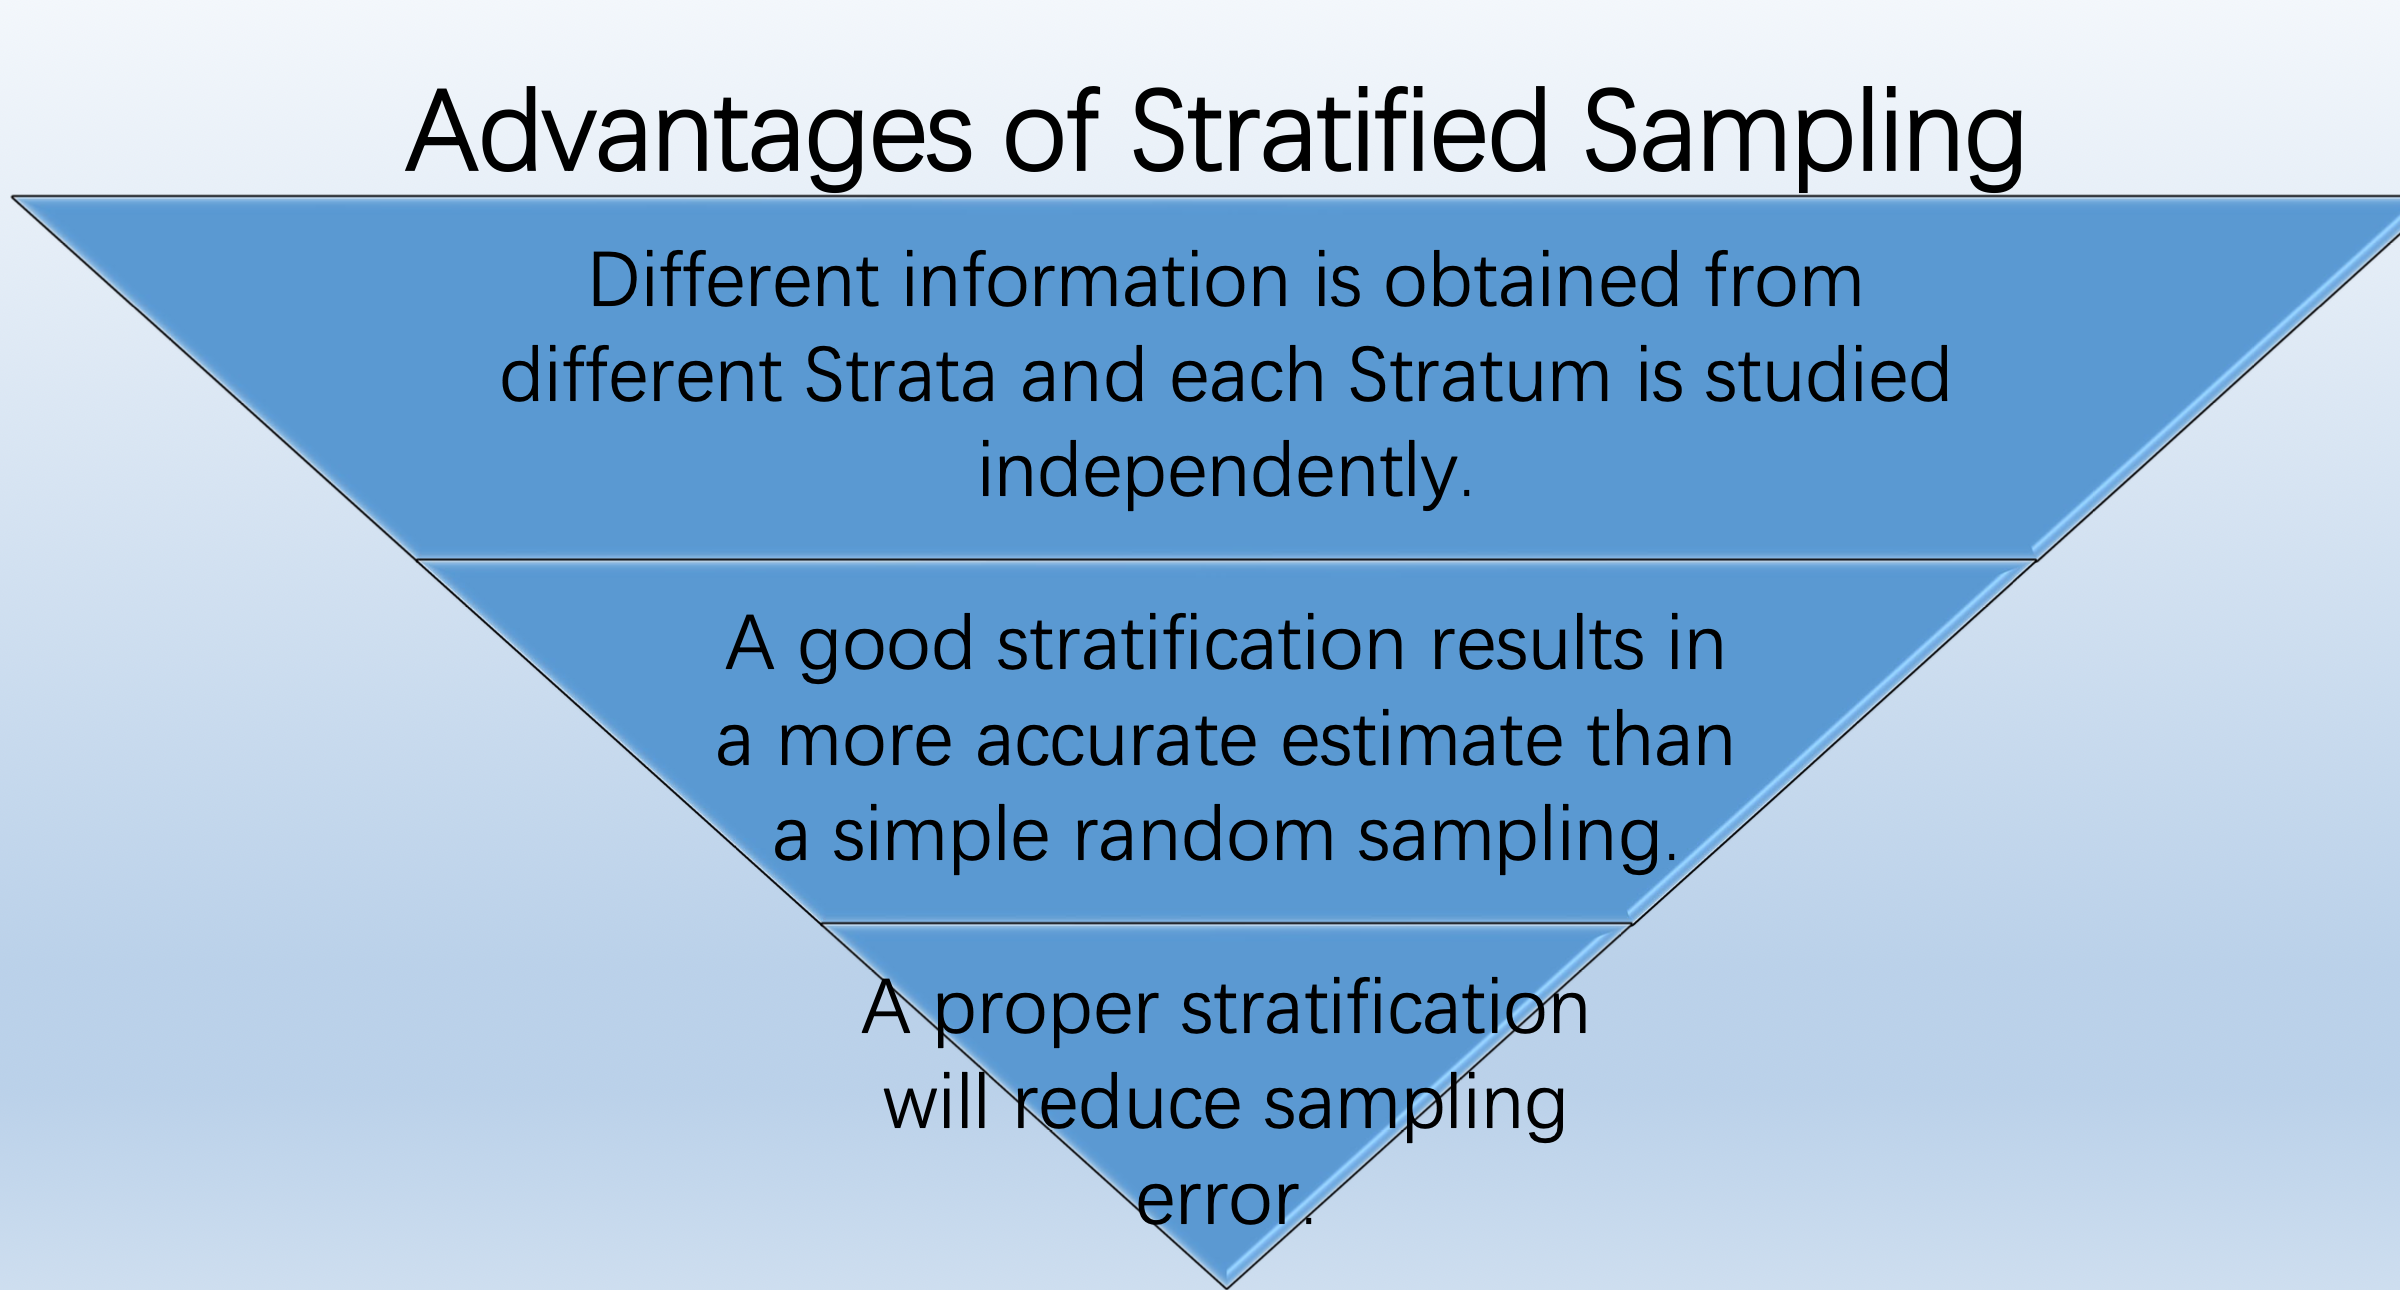 Advantages of Stratified Sampling
Different information is obtained from
different Strata and each Stratum is studied
independently.
A good stratification results in
a more accurate estimate than
a simple random sampling.
A proper stratification
will reduce sampling
error.